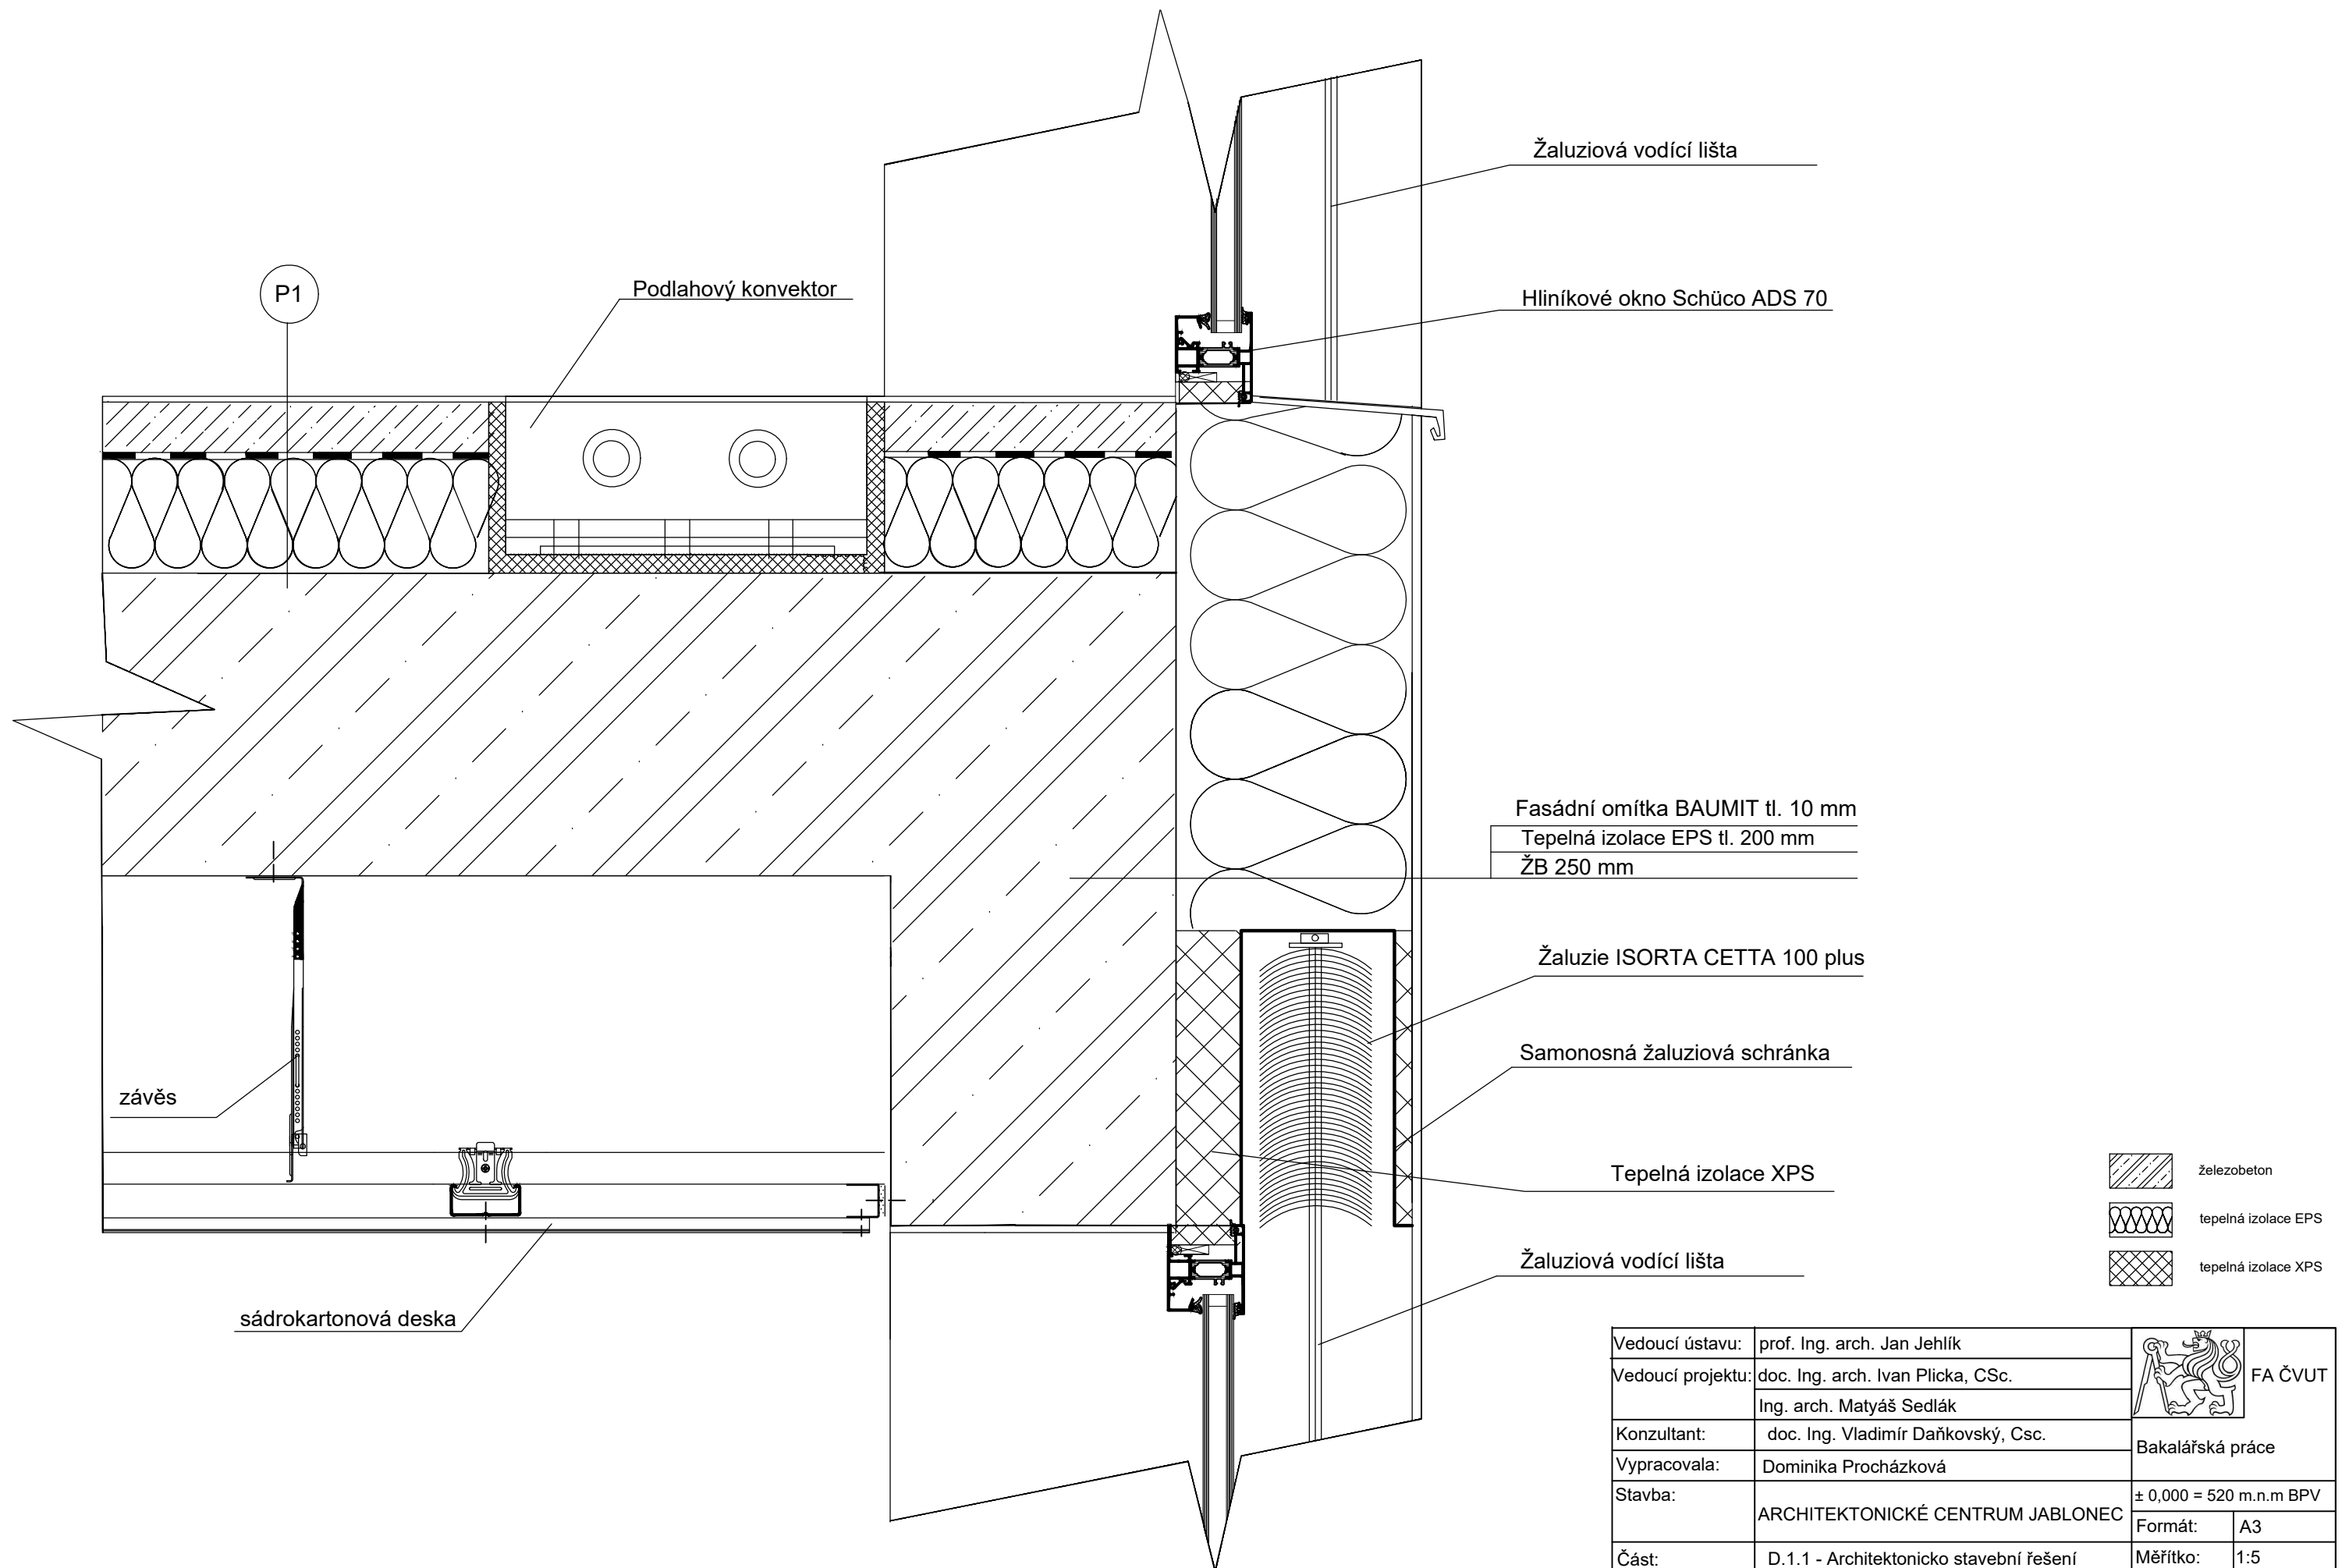 Žaluziová vodící lišta
P1
Podlahový konvektor
Hliníkové okno Schüco ADS 70
Fasádní omítka BAUMIT tl. 10 mm
Tepelná izolace EPS tl. 200 mm
ŽB 250 mm
Žaluzie ISORTA CETTA 100 plus
Samonosná žaluziová schránka
závěs
Tepelná izolace XPS
Žaluziová vodící lišta
sádrokartonová deska
železobeton
tepelná izolace EPS
tepelná izolace XPS
Vedoucí ústavu: prof. Ing. arch. Jan Jehlík
Vedoucí projektu: doc. Ing. arch. Ivan Plicka, CSc.
Ing. arch. Matyáš Sedlák
FA ČVUT
Konzultant: doc. Ing. Vladimír Daňkovský, Csc.
Bakalářská práce
Vypracovala: Dominika Procházková
Stavba: ARCHITEKTONICKÉ CENTRUM JABLONEC
± 0,000 = 520 m.n.m BPV
Formát: A3
Část: D.1.1 - Architektonicko stavební řešení
Měřítko: 1:5